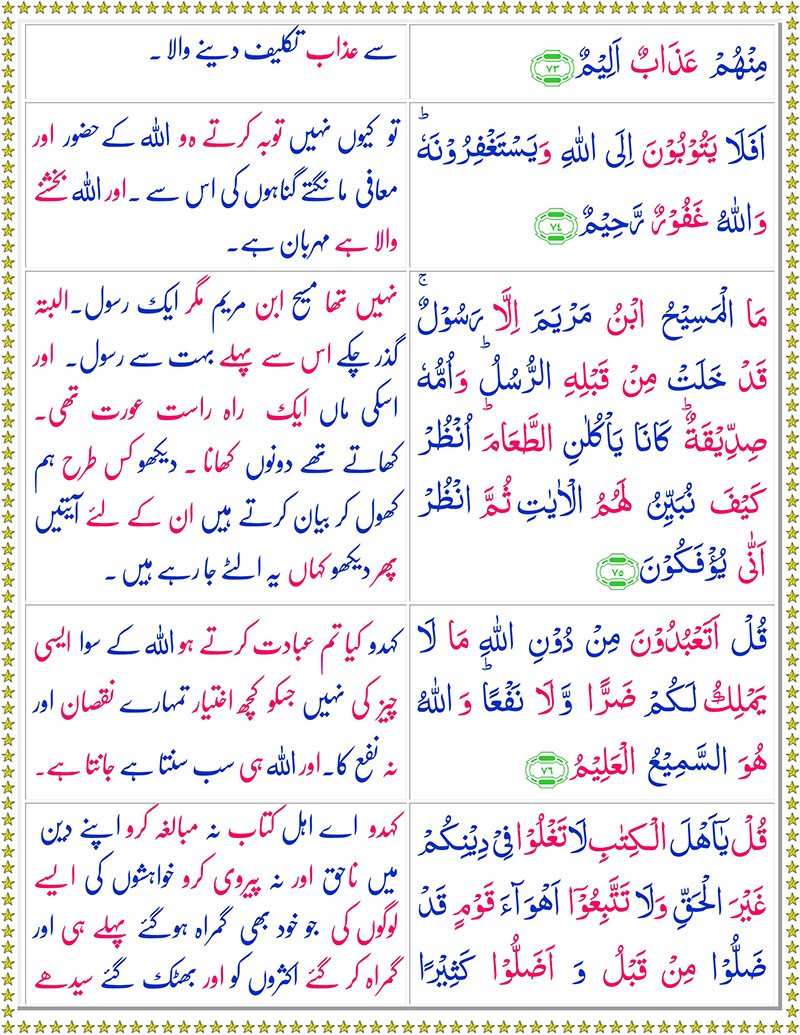 مِنْهُمْ عَذَابٌ اَلِيْمٌ ﴿۷۳﴾
سے عذاب تکلیف دینے والا ۔
اَفَلَا يَتُوْبُوْنَ اِلَى اللّٰهِ وَيَسْتَغْفِرُوْنَهٗ ؕ
وَاللّٰهُ غَفُوْرٌ رَّحِيْمٌ ﴿۷۴﴾
تو کیوں نہیں توبہ کرتے ہو اللہ کے حضور اور
معافی مانگتے گناہوں کی اس سے ۔ اور اللہ بخشنے
والا ہے مہربان ہے ۔
مَا الْمَسِيْحُ ابْنُ مَرْيَمَ اِلَّا رَسُوْلٌ ۚ
قَدْ خَلَتْ مِنْ قَبْلِهِ الرُّسُلُ ؕ وَاُمُّهٗ
صِدِّيْقَةٌ ؕ كَانَا يَاْكُلٰنِ الطَّعَامَ ؕ اُنْظُرْ
كَيْفَ نُبَيِّنُ لَهُمُ الْاٰيٰتِ ثُمَّ انْظُرْ
اَنّٰى يُؤْفَكُوْنَ ﴿۷۵﴾
نہیں تھا مسیح ابن مریم مگر ایک رسول۔ البتہ
گذر چکے اس سے پہلے بہت سے رسول۔ اور
اسکی ماں ایک راہ راست عورت تھی۔
کھاتے تھے دونوں کھانا ۔ دیکھو کس طرح ہم
کھول کر بیان کرتے ہیں ان کے لئے آیتیں
پھر دیکھو کہاں یہ الٹے جا رہے ہیں ۔
قُلْ اَتَعْبُدُوْنَ مِنْ دُوْنِ اللّٰهِ مَا لَا
يَمْلِكُ لَكُمْ ضَرًّا وَّلَا نَفْعًا ؕ وَاللّٰهُ
هُوَ السَّمِيْعُ الْعَلِيْمُ ﴿۷۶﴾
کہدو کیا تم عبادت کرتے ہو اللہ کے سوا ایسی
چیز کی نہیں جسکو کچھ اختیار تمہارے نقصان اور
نہ نفع کا۔ اور اللہ ہی سب سنتا ہے جانتا ہے۔
قُلْ يٰۤاَهْلَ الْكِتٰبِ لَا تَغْلُوْا فِىْ دِيْنِكُمْ
غَيْرَ الْحَقِّ وَلَا تَتَّبِعُوْۤا اَهْوَآءَ قَوْمٍ قَدْ
ضَلُّوْا مِنْ قَبْلُ وَ اَضَلُّوْا كَثِيْرًا
کہدو اے اہل کتاب نہ مبالغہ کرو اپنے دین
میں ناحق اور نہ پیروی کرو خواہشوں کی ایسے
لوگوں کی جو خود بھی گمراہ ہوگئے پہلے ہی اور
گمراہ کر گئے اکثروں کو اور بھٹک گئے سیدھے